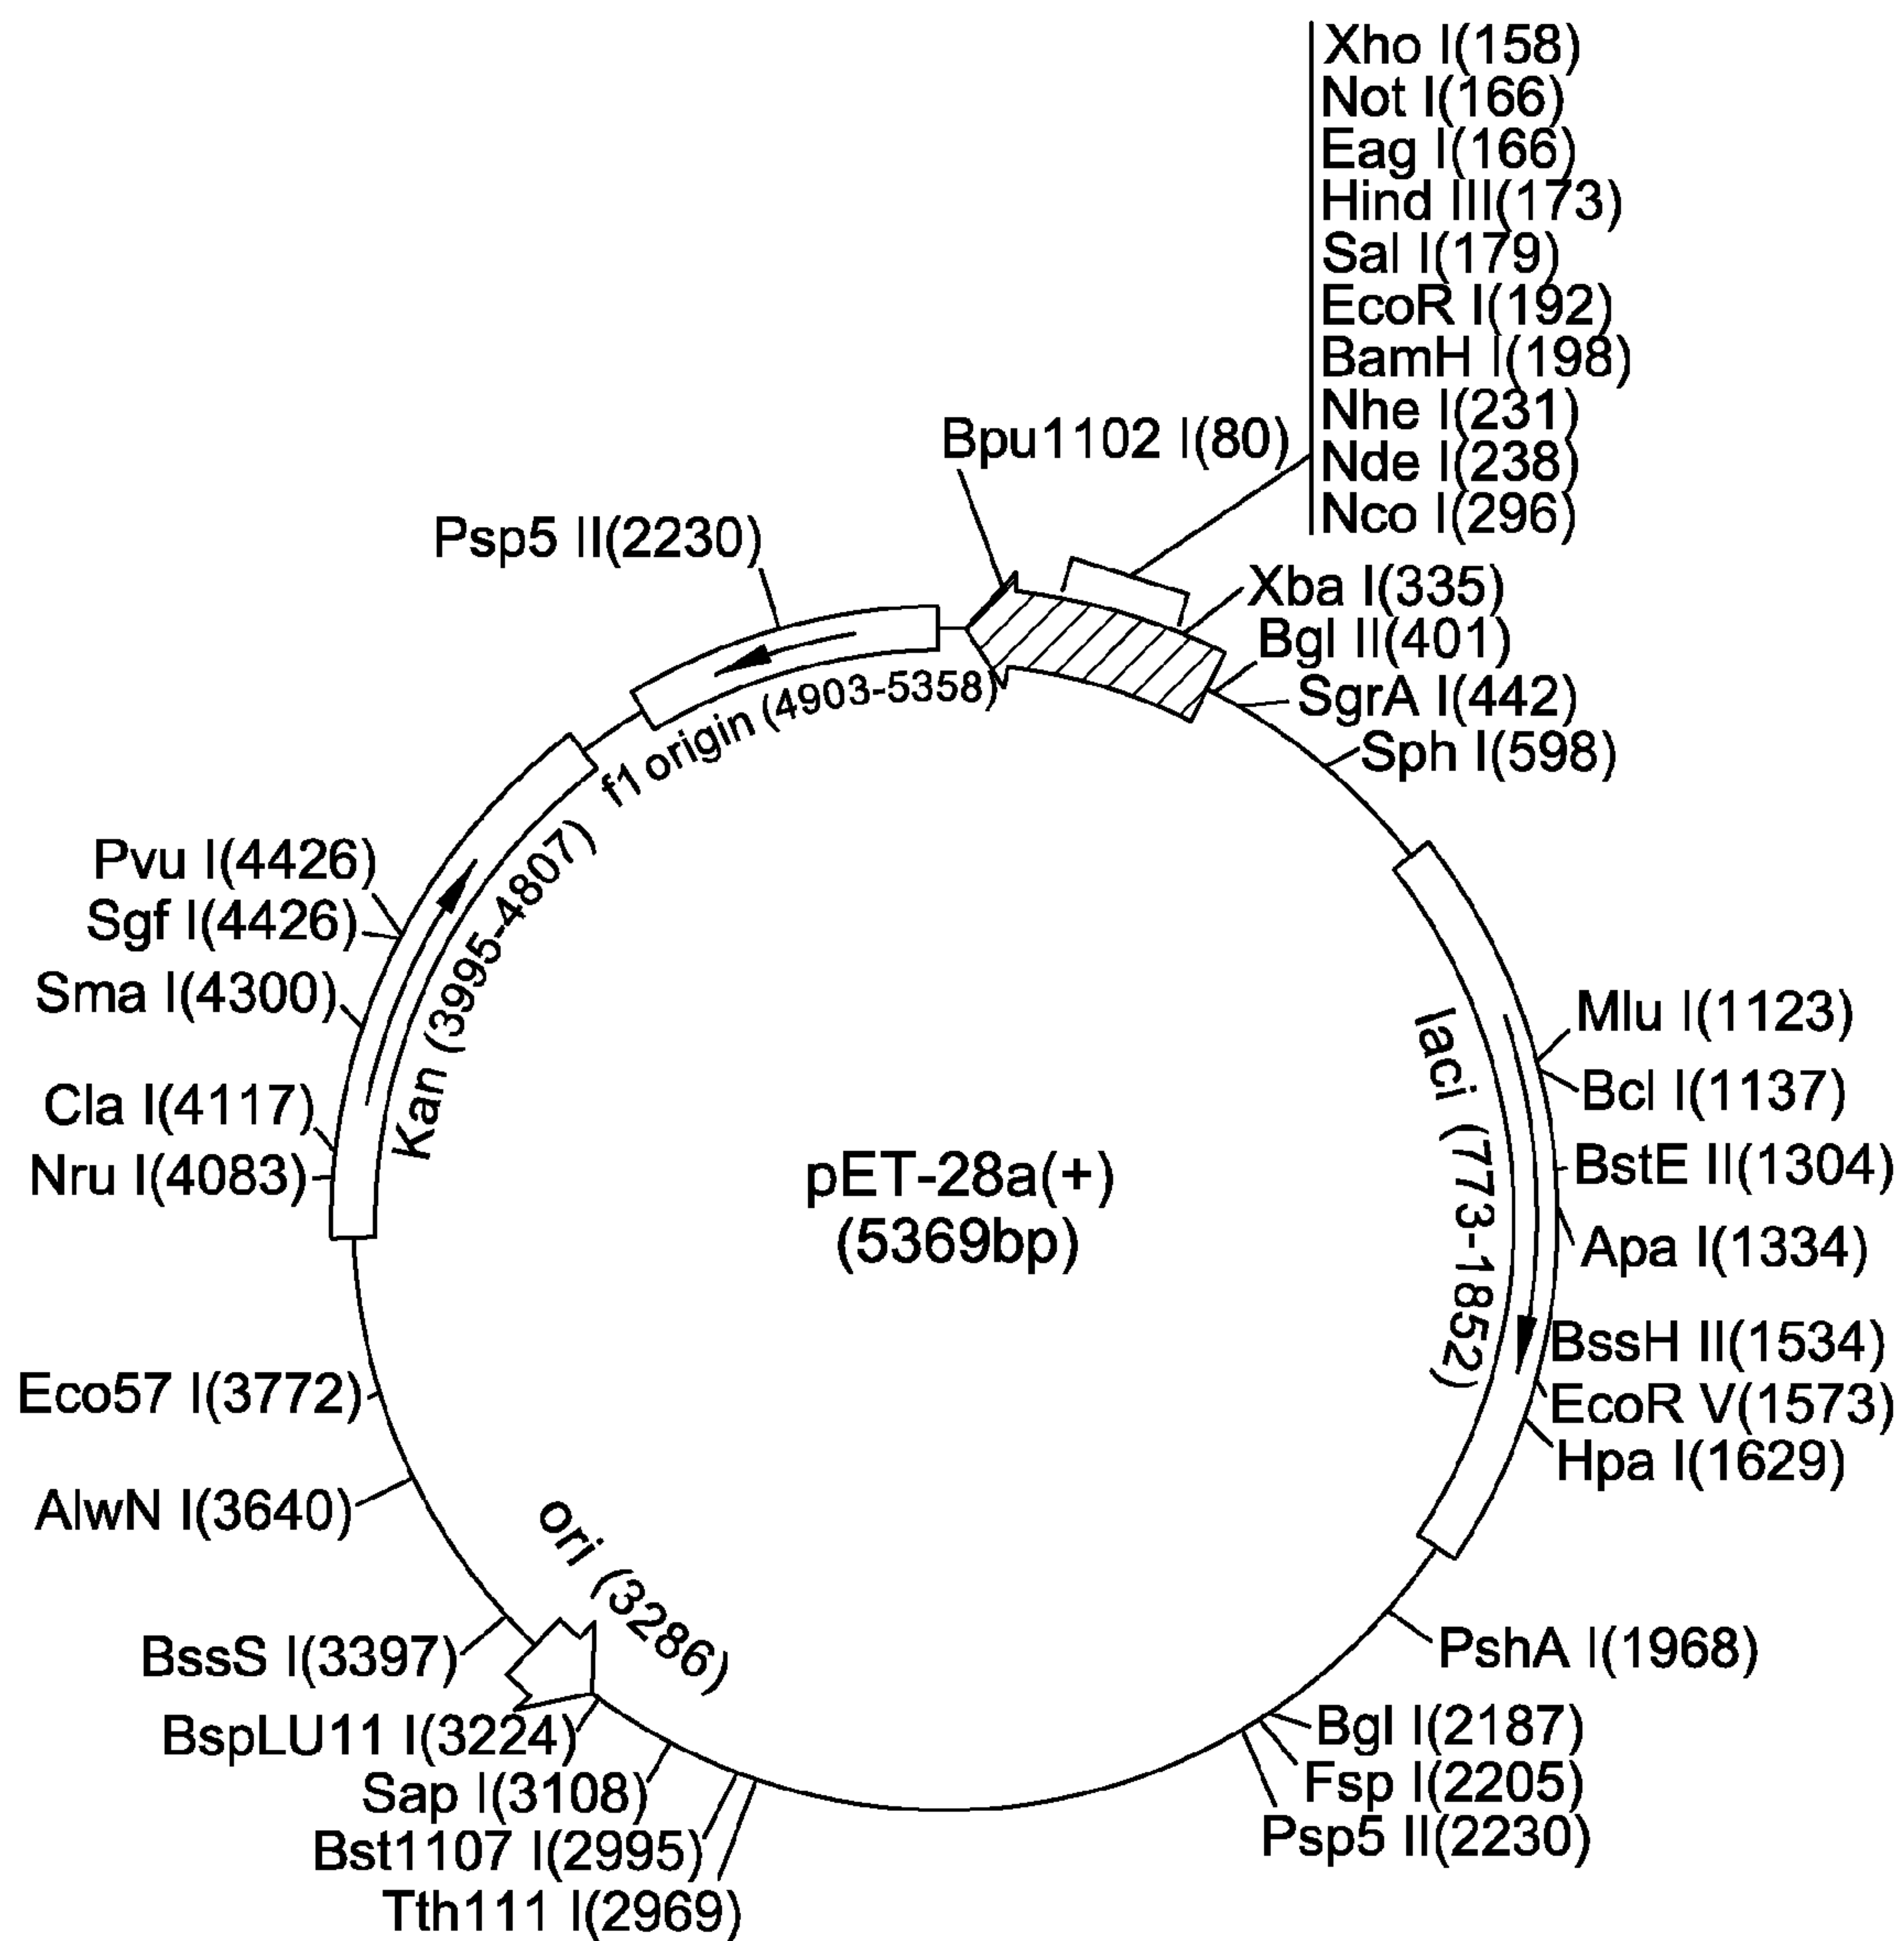 Xho I(158)
Not I(166)
Eag I(166)
Hind III(173)
Sal I(179)
EcoR I(192)
BamH I(198)
Nhe I(231)
Nde I(238)
Nco I(296)
Bpu1102 I(80)
Psp5 II(2230)
Xba I(335)
Bgl II(401)
SgrA I(442)
Sph I(598)
f1 origin (4903-5358)
Pvu I(4426)
Sgf I(4426)
Sma I(4300)
Kan (3995-4807)
Cla I(4117)
Nru I(4083)
pET-28a(+)
(5369bp)
laci (773-1852)
Mlu I(1123)
Bcl I(1137)
BstE II(1304)
Apa I(1334)
BssH II(1534)
EcoR V(1573)
Hpa I(1629)
Eco57 I(3772)
AlwN I(3640)
ori (3286)
BssS I(3397)
BspLU11 I(3224)
Sap I(3108)
Bst1107 I(2995)
Tth111 I(2969)
PshA I(1968)
Bgl I(2187)
Fsp I(2205)
Psp5 II(2230)